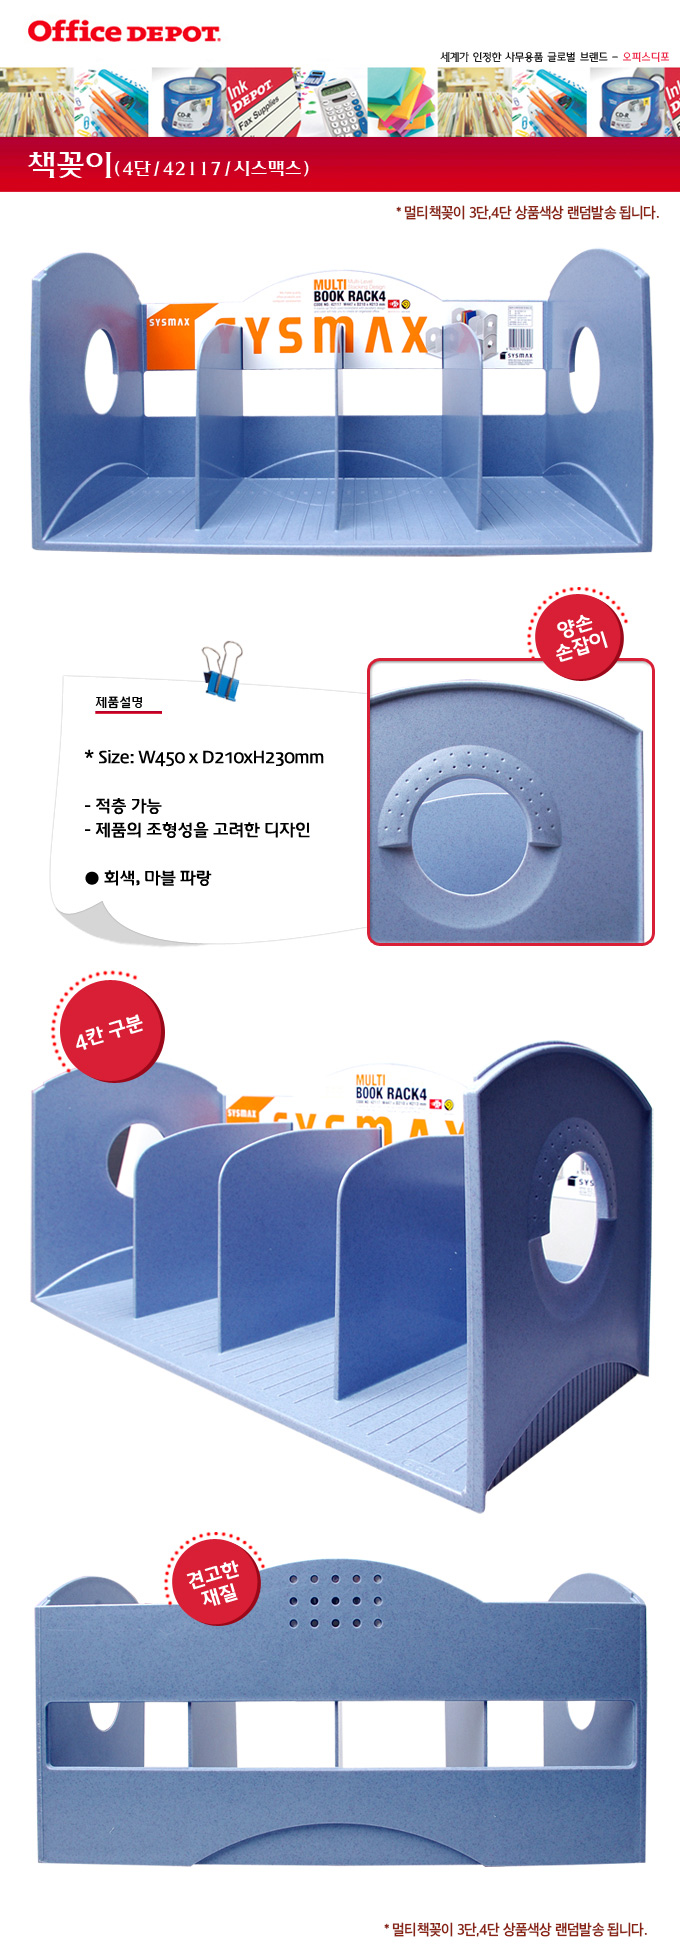 Office DEPOT.
세계가 인정한 사무용품 글로벌 브랜드 - 오피스디포
Ink
DEPOT
Fax Supplies
CD-R
CD-R
Ink
책꽂이(4단/42117/시스맥스)
* 멀티책꽂이 3단,4단 상품색상 랜덤발송 됩니다.
MULTI
BOOK RACK4
SYSMAX
SYSMAX
SYSMAX
양손
손잡이
제품설명
* Size: W450 x D210xH230mm
- 적층 가능
- 제품의 조형성을 고려한 디자인
● 회색, 마블 파랑
4칸 구분
MULTI
BOOK RACK4
SYSMAX
SYSMAX
SYS
견고한
재질
* 멀티책꽂이 3단,4단 상품색상 랜덤발송 됩니다.